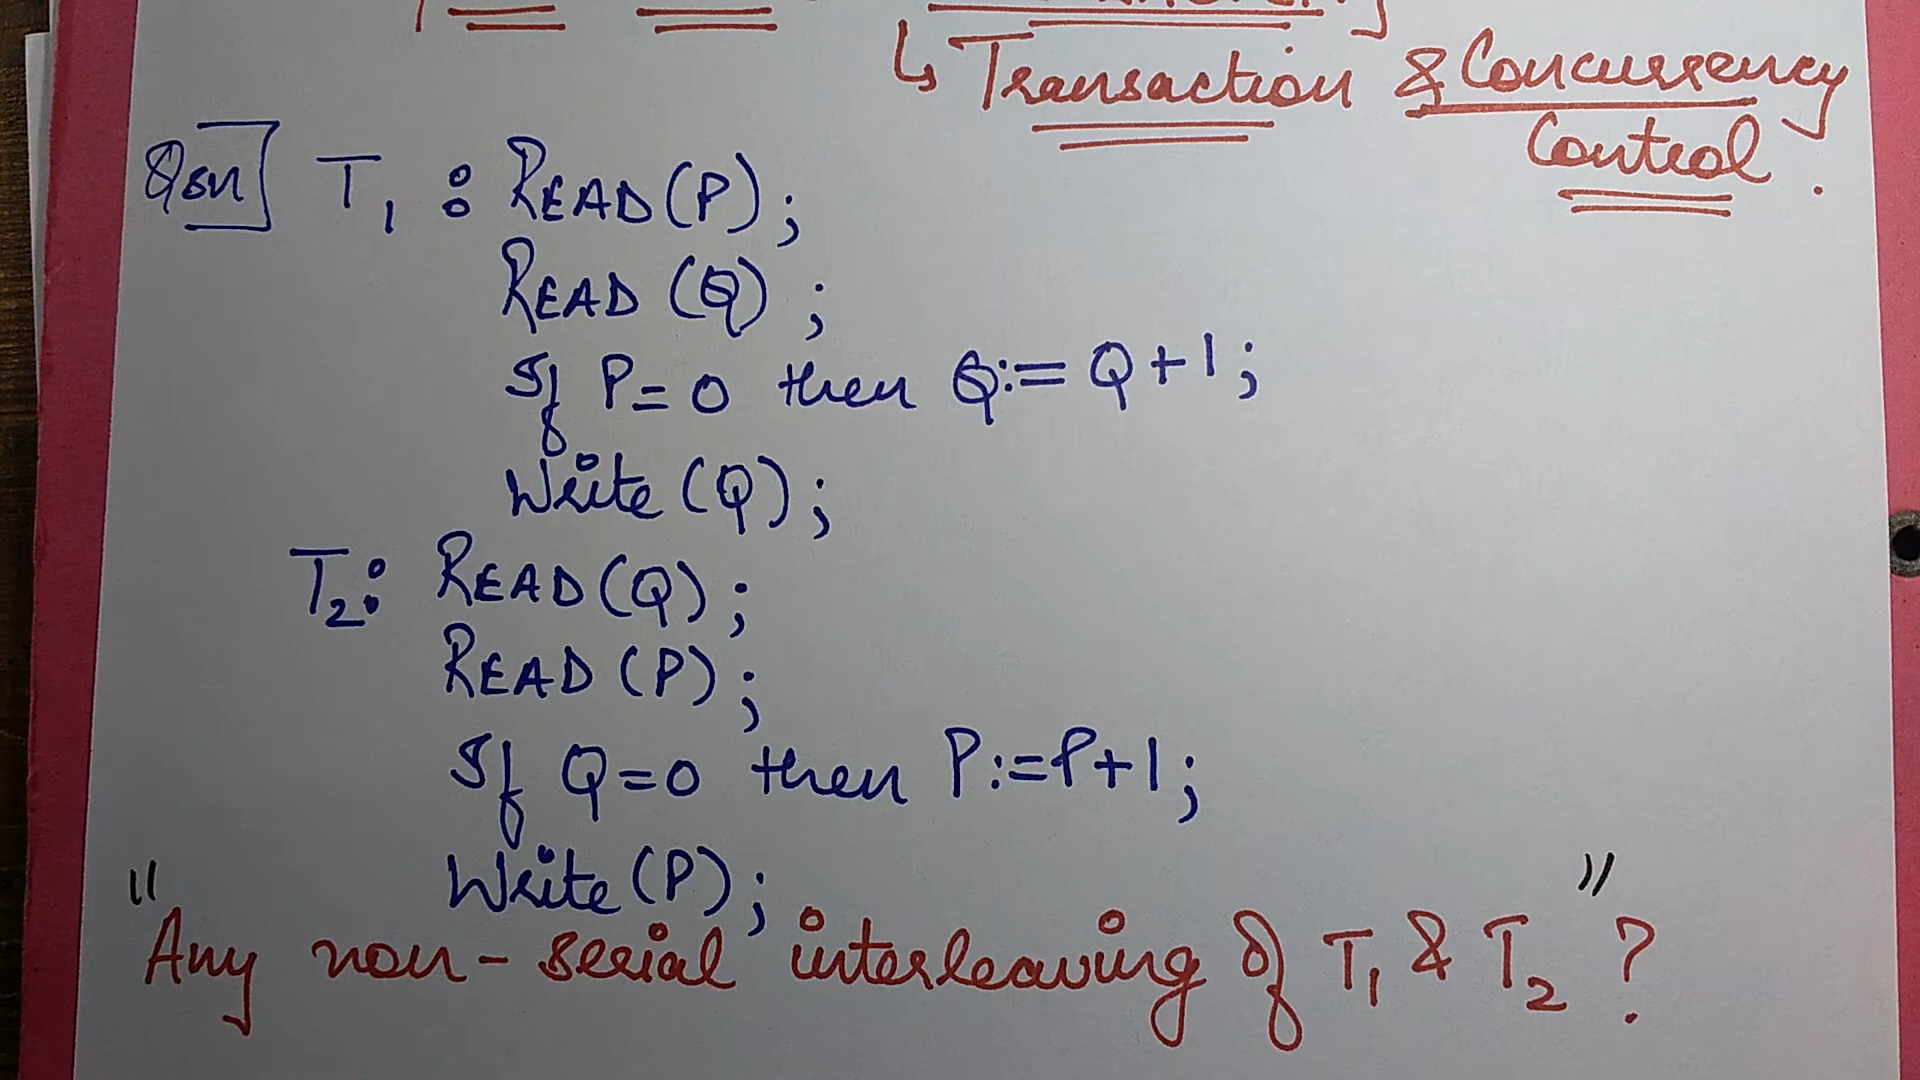 ↳ Transaction & Concurrency
Control.
Qsn] T₁: READ(P);
READ(Q);
If P=0 then Q:=Q+1;
Write(Q);
T₂: READ(Q);
READ(P);
If Q=0 then P:=P+1;
Write(P);
"Any non-serial interleaving of T₁ & T₂"?